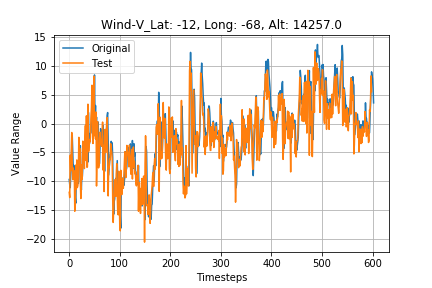 Wind-V_Lat: -12, Long: -68, Alt: 14257.0
Original
Test
Value Range
15
10
5
0
−5
−10
−15
−20
0 100 200 300 400 500 600
Timesteps